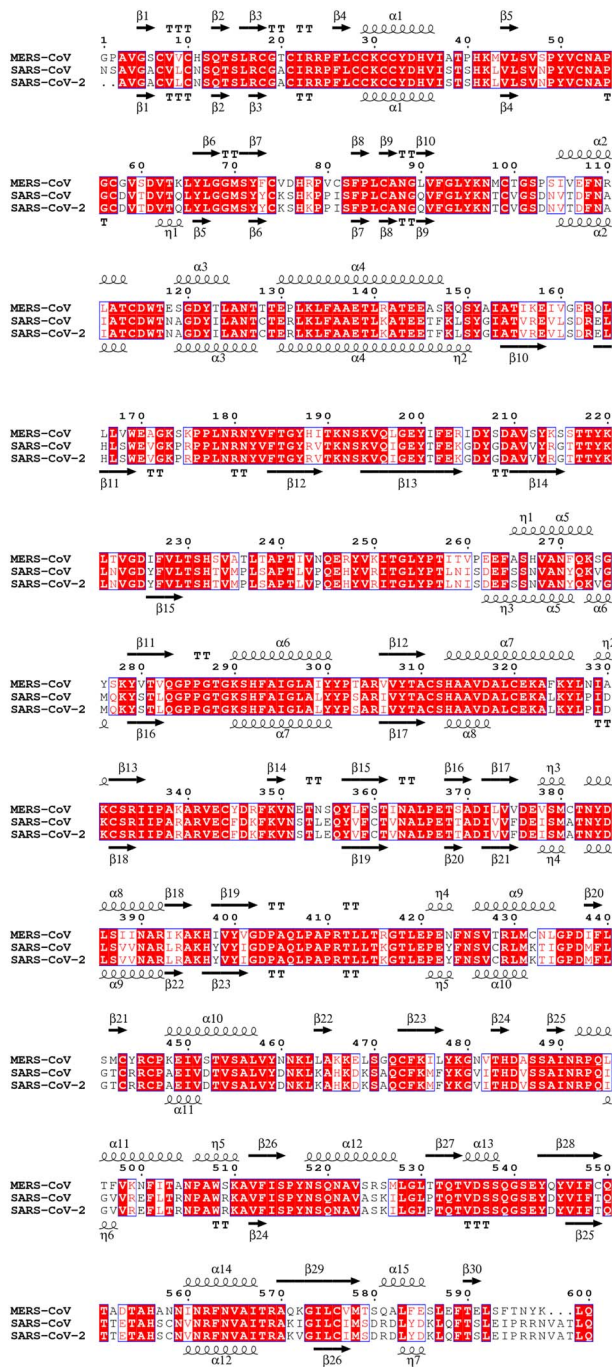 β1 TTT β2 β3 TT TT β4 α1 β5
1 10 20 30 40 50
MERS-CoV GPAVGSCVVCHSQTSLRCGTCIRRPFLCCKCCYDHVIATPHKMVLSVSPYVCNAP
SARS-CoV NSAVGACVLCNSQTSLRCGACIRRPFLCCKCCYDHVISTSHKLVLSVNPYVCNAP
SARS-CoV-2 ..AVGACVLCNSQTSLRCGACIRRPFLCCKCCYDHVISTSHKLVLSVNPYVCNAP
β1 TTT β2 β3 TT α1 β4 T
β6 TT β7 β8 β9 TT β10 α2
60 70 80 90 100 110
MERS-CoV GCGVSDVTKLYLGGMSYFCVDHRPVCSFPLCANGLVFGLYKNMCTGSPSIVEFNR
SARS-CoV GCDVTDVTQLYLGGMSYYCKSHKPPISFPLCANGQVFGLYKNTCVGSDNVTDFNA
SARS-CoV-2 GCDVTDVTQLYLGGMSYYCKSHKPPISFPLCANGQVFGLYKNTCVGSDNVTDFNA
T η1 β5 β6 β7 β8 TT β9 α2
α3 α4
120 130 140 150 160
MERS-CoV LATCDWTESGDYTLANTTTEPLKLFAAETLRATEEASKQSYAIATIKEIVGERQL
SARS-CoV IATCDWTNAGDYILANTCTERLKLFAAETLKATEETFKLSYGIATVREVLSDREL
SARS-CoV-2 IATCDWTNAGDYILANTCTERLKLFAAETLKATEETFKLSYGIATVREVLSDREL
α3 α4 η2 β10
170 180 190 200 210 220
MERS-CoV LLVWEAGKSKPPLNRNYVFTGYHITKNSKVQLGEYIFERIDYSDAVSYKSSTTYK
SARS-CoV HLSWEVGKPRPPLNRNYVFTGYRVTKNSKVQIGEYTFEKGDYGDAVVYRGTTTYK
SARS-CoV-2 HLSWEVGKPRPPLNRNYVFTGYRVTKNSKVQIGEYTFEKGDYGDAVVYRGTTTYK
β11 TT TT β12 β13 TT β14
η1 α5
230 240 250 260 270
MERS-CoV LTVGDIFVLTSHSVATLTAPTIVNQERYVKITGLYPTITVPEEFASHVANFQKSG
SARS-CoV LNVGDYFVLTSHTVMPLSAPTLVPQEHYVRITGLYPTLNISDEFSSNVANYQKVG
SARS-CoV-2 LNVGDYFVLTSHTVMPLSAPTLVPQEHYVRITGLYPTLNISDEFSSNVANYQKVG
β15 η3 α5 α6
β11 TT α6 β12 α7 η2
280 290 300 310 320 330
MERS-CoV YSKYVTVQGPPGTGKSHFAIGLAIYYPTARVVYTACSHAAVDALCEKAFKYLNIA
SARS-CoV MQKYSTLQGPPGTGKSHFAIGLALYYPSARIVYTACSHAAVDALCEKALKYLPID
SARS-CoV-2 MQKYSTLQGPPGTGKSHFAIGLALYYPSARIVYTACSHAAVDALCEKALKYLPID
β16 α7 β17 α8 TT
β13 β14 TT β15 TT β16 β17 η3
340 350 360 370 380
MERS-CoV KCSRIIPAKARVECYDRFKVNETNSQYLFSTINALPETSADILVVDEVSMCTNYD
SARS-CoV KCSRIIPARARVECFDKFKVNSTLEQYVFCTVNALPETTADIVVFDEISMATNYD
SARS-CoV-2 KCSRIIPARARVECFDKFKVNSTLEQYVFCTVNALPETTADIVVFDEISMATNYD
β18 β19 β20 β21 η4
α8 β18 β19 TT TT η4 α9 β20
390 400 410 420 430 440
MERS-CoV LSIINARIKAKHIVYVGDPAQLPAPRTLLTRGTLEPENFNSVTRLMCNLGPDIFL
SARS-CoV LSVVNARLRAKHYVYIGDPAQLPAPRTLLTKGTLEPEYFNSVCRLMKTIGPDMFL
SARS-CoV-2 LSVVNARLRAKHYVYIGDPAQLPAPRTLLTKGTLEPEYFNSVCRLMKTIGPDMFL
α9 β22 β23 TT TT η5 α10
β21 α10 β22 β23 β24 β25
450 460 470 480 490
MERS-CoV SMCYRCPKEIVSTVSALVYNNKLLAKKELSGQCFKILYKGNVTHDASSAINRPQL
SARS-CoV GTCRRCPAEIVDTVSALVYDNKLKAHKDKSAQCFKMFYKGVITHDVSSAINRPQI
SARS-CoV-2 GTCRRCPAEIVDTVSALVYDNKLKAHKDKSAQCFKMFYKGVITHDVSSAINRPQI
α11
α11 η5 β26 α12 β27 α13 β28
500 510 520 530 540 550
MERS-CoV TFVKNFITANPAWSKAVFISPYNSQNAVSRSMLGLTTQTVDSSQGSEYDYVIFCQ
SARS-CoV GVVREFLTRNPAWRKAVFISPYNSQNAVASKILGLPTQTVDSSQGSEYDYVIFTQ
SARS-CoV-2 GVVREFLTRNPAWRKAVFISPYNSQNAVASKILGLPTQTVDSSQGSEYDYVIFTQ
η6 TT β24 TTT β25
α14 β29 α15 β30
560 570 580 590 600
MERS-CoV TADTAHANNINRFNVAITRAQKGILCVMTSQALFESLEFTELSFTNYK...LQ
SARS-CoV TTETAHSCNVNRFNVAITRAKIGILCIMSDRDLYDKLQFTSLEIPRRNVATLQ
SARS-CoV-2 TTETAHSCNVNRFNVAITRAKVGILCIMSDRDLYDKLQFTSLEIPRRNVATLQ
α12 β26 η7